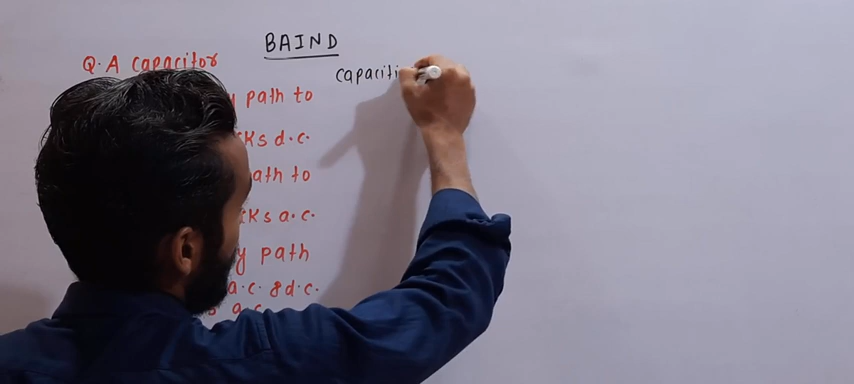 BAIND
Q. A capacitor
path to
Ks d.c.
ath to
Ks a.c.
y path
a.c. & d.c.
a.c.
capaciti